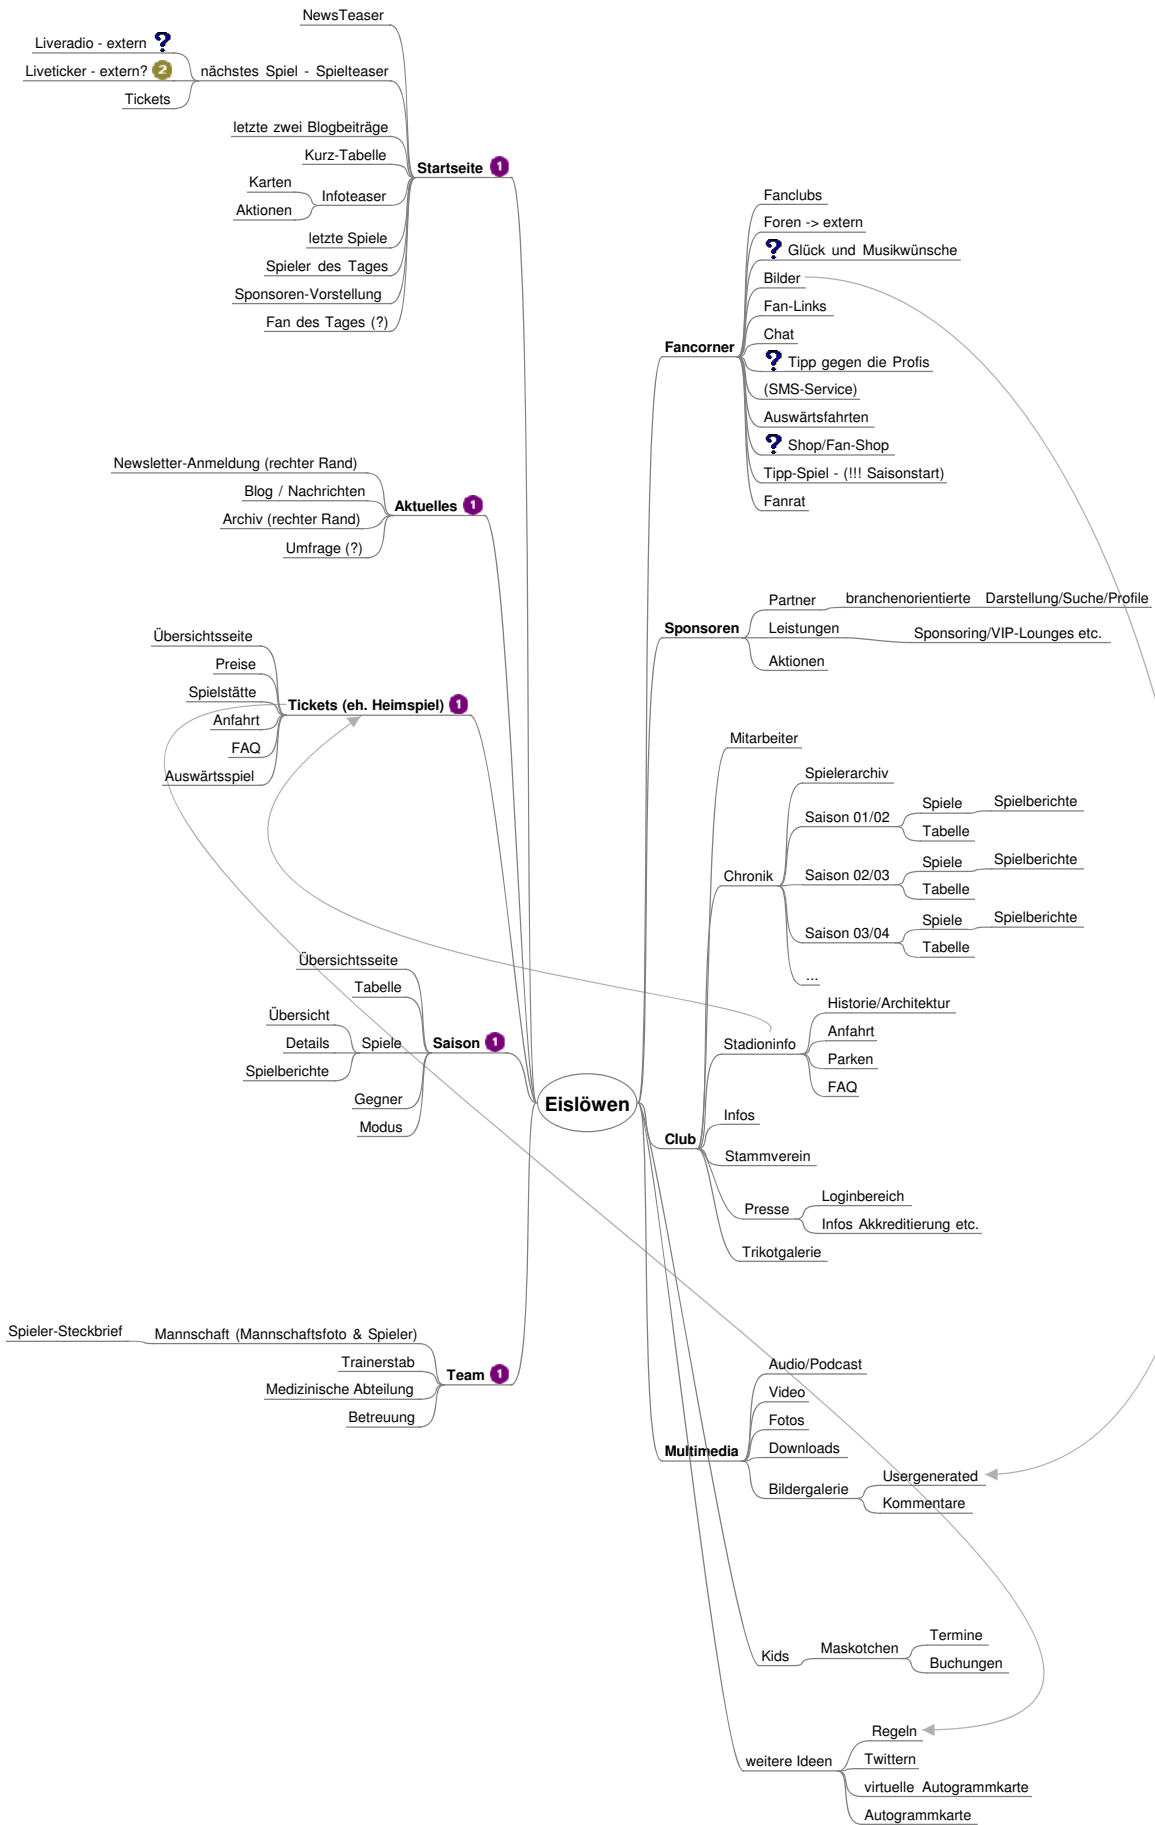 NewsTeaser
Liveradio - extern
Liveticker - extern? 2
nächstes Spiel - Spielteaser
Tickets
letzte zwei Blogbeiträge
Kurz-Tabelle
Startseite 1
Karten
Infoteaser
Aktionen
letzte Spiele
Spieler des Tages
Sponsoren-Vorstellung
Fan des Tages (?)
Newsletter-Anmeldung (rechter Rand)
Blog / Nachrichten
Aktuelles 1
Archiv (rechter Rand)
Umfrage (?)
Übersichtsseite
Preise
Spielstätte
Tickets (eh. Heimspiel) 1
Anfahrt
FAQ
Auswärtsspiel
Übersichtsseite
Tabelle
Übersicht
Details
Spiele
Saison 1
Spielberichte
Gegner
Modus
Spieler-Steckbrief
Mannschaft (Mannschaftsfoto & Spieler)
Trainerstab
Team 1
Medizinische Abteilung
Betreuung
Eislöwen
Fanclubs
Foren -> extern
? Glück und Musikwünsche
Bilder
Fan-Links
Chat
Fancorner
? Tipp gegen die Profis
(SMS-Service)
Auswärtsfahrten
? Shop/Fan-Shop
Tipp-Spiel - (!!! Saisonstart)
Fanrat
Partner
branchenorientierte Darstellung/Suche/Profile
Sponsoren
Leistungen
Sponsoring/VIP-Lounges etc.
Aktionen
Mitarbeiter
Spielerarchiv
Saison 01/02
Spiele
Spielberichte
Tabelle
Chronik
Saison 02/03
Spiele
Spielberichte
Tabelle
Saison 03/04
Spiele
Spielberichte
Tabelle
...
Historie/Architektur
Anfahrt
Stadioninfo
Parken
FAQ
Infos
Club
Stammverein
Presse
Loginbereich
Infos Akkreditierung etc.
Trikotgalerie
Audio/Podcast
Video
Fotos
Multimedia
Downloads
Bildergalerie
Usergenerated
Kommentare
Kids
Maskotchen
Termine
Buchungen
Regeln
weitere Ideen
Twittern
virtuelle Autogrammkarte
Autogrammkarte